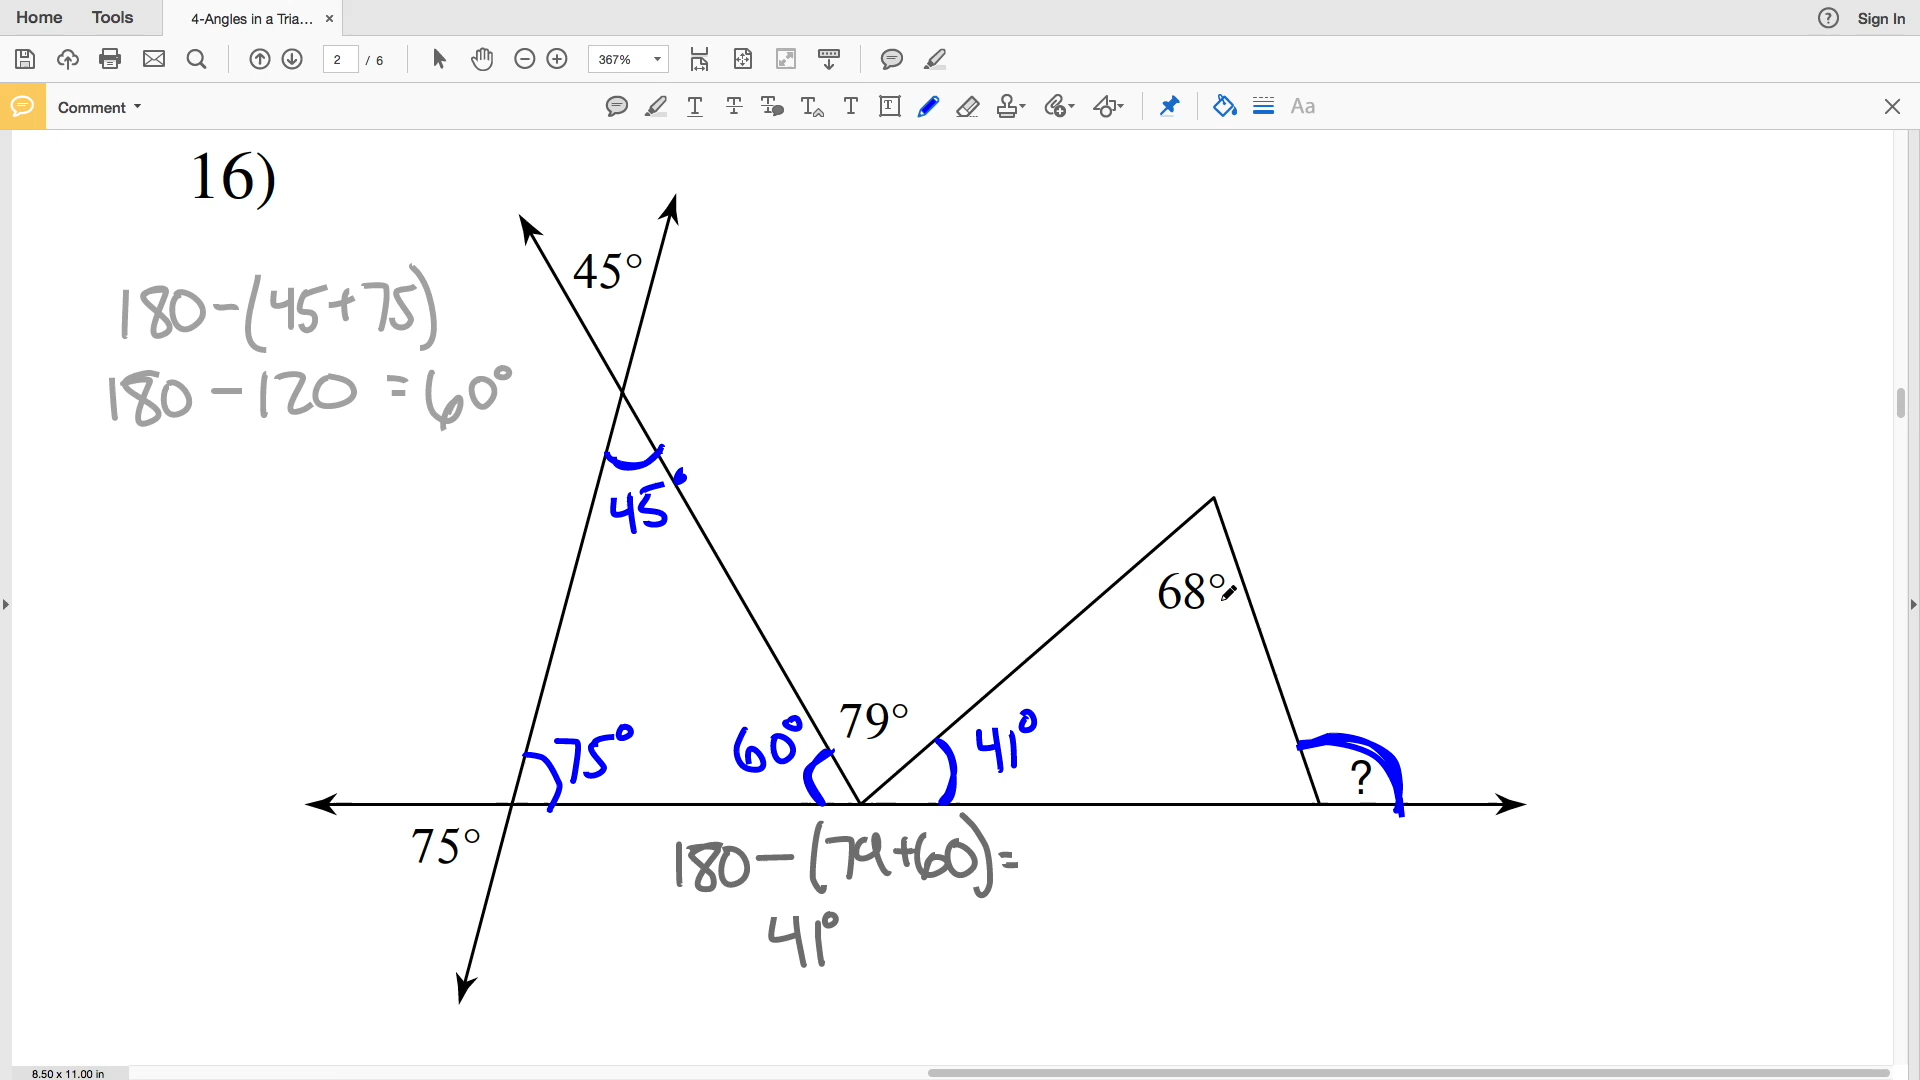 Home Tools 4-Angles in a Tria... × ? Sign In
2 / 6 367%
Comment T T T T T T Aa
16)
45°
180-(45+75)
180-120 = 60°
45°
68°
79°
75° 60° 41°
?
75°
180-(79+60)=
41°
8.50 x 11.00 in